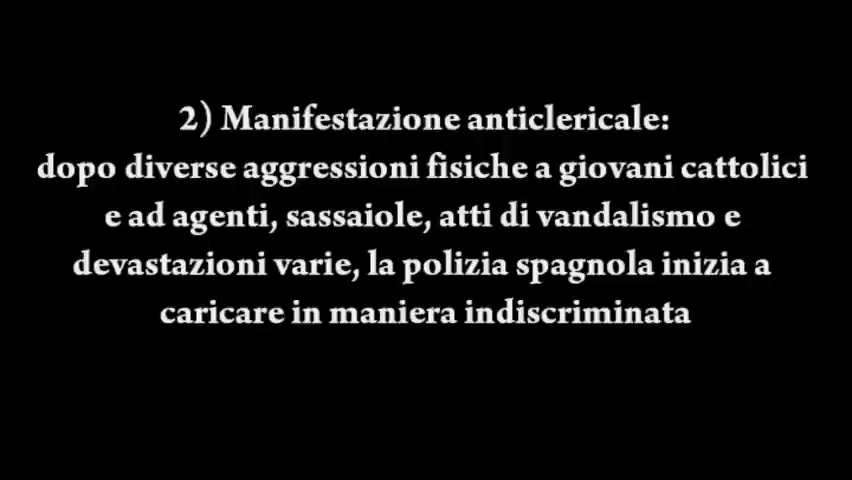 2) Manifestazione anticlericale:
dopo diverse aggressioni fisiche a giovani cattolici
e ad agenti, sassaiole, atti di vandalismo e
devastazioni varie, la polizia spagnola inizia a
caricare in maniera indiscriminata